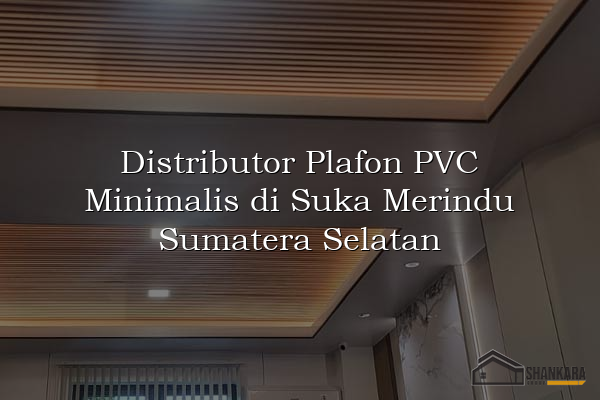 Distributor Plafon PVC
Minimalis di Suka Merindu
Sumatera Selatan
SHANKARA